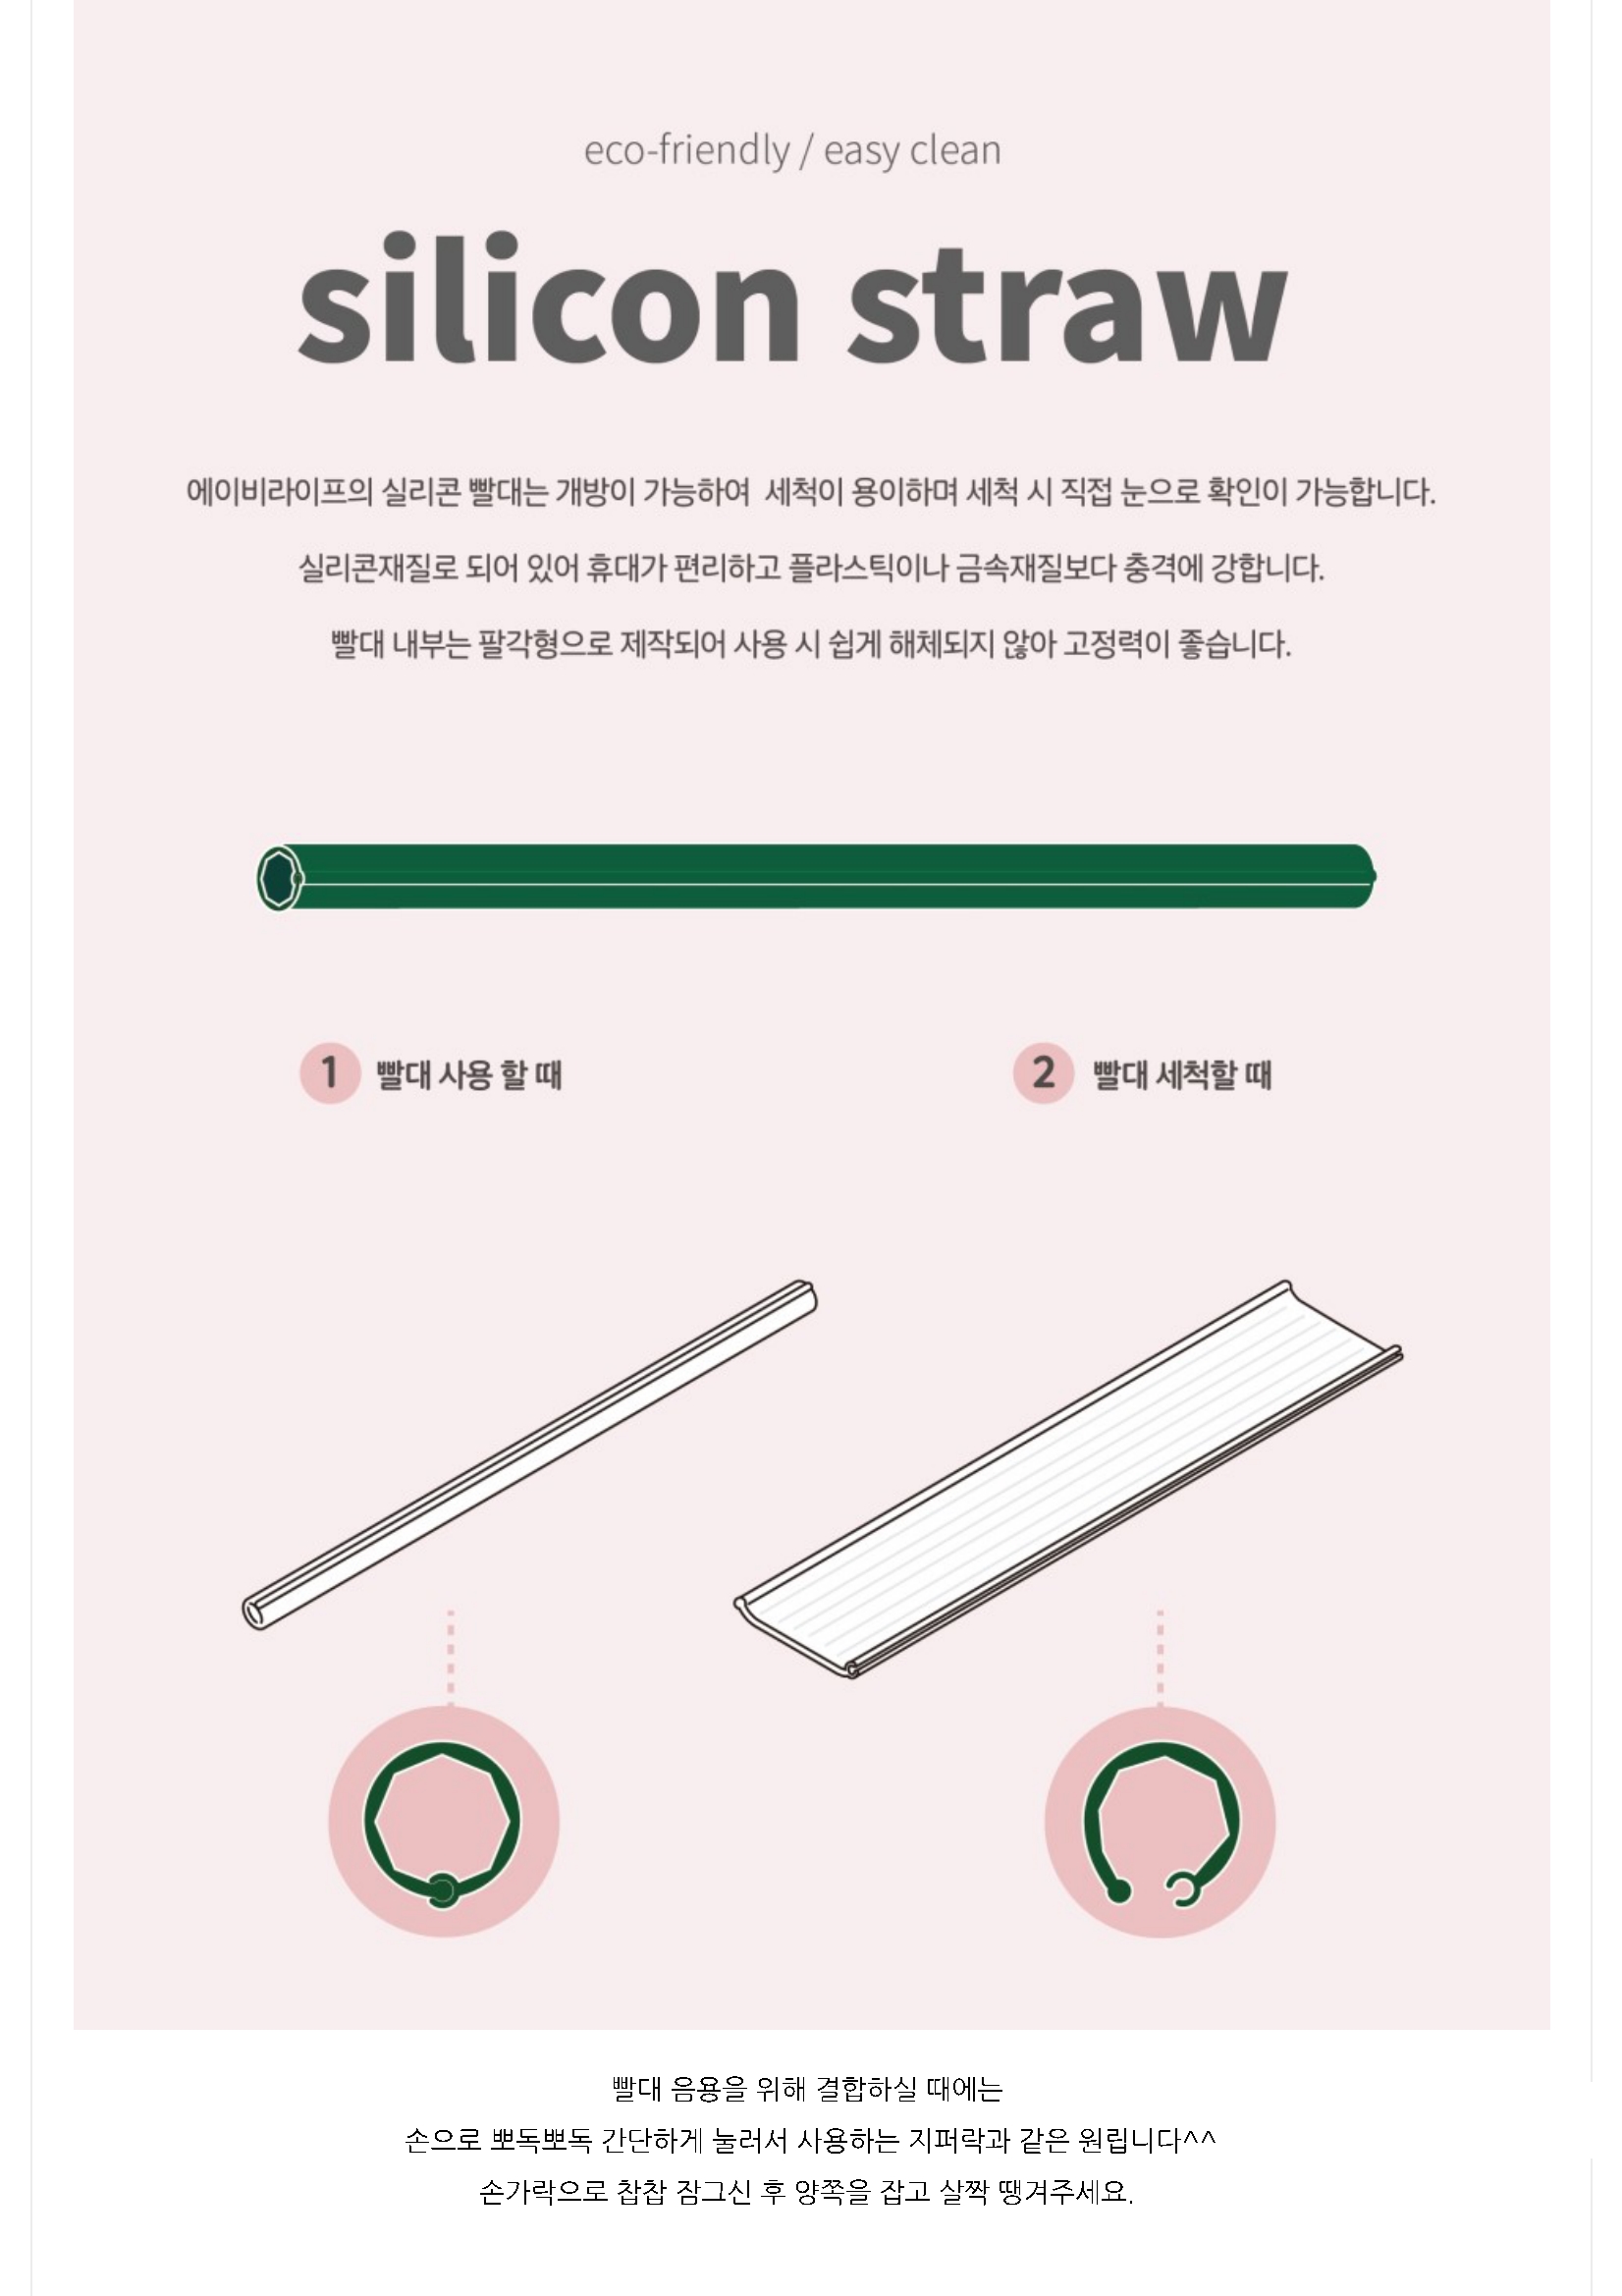 eco-friendly / easy clean
silicon straw
에이비라이프의 실리콘 빨대는 개방이 가능하여 세척이 용이하며 세척 시 직접 눈으로 확인이 가능합니다.
실리콘재질로 되어 있어 휴대가 편리하고 플라스틱이나 금속재질보다 충격에 강합니다.
빨대 내부는 팔각형으로 제작되어 사용 시 쉽게 해체되지 않아 고정력이 좋습니다.
1 빨대 사용 할 때
2 빨대 세척할 때
빨대 음용을 위해 결합하실 때에는
손으로 뽀독뽀독 간단하게 눌러서 사용하는 지퍼락과 같은 원립니다^^
손가락으로 찹찹 잠그신 후 양쪽을 잡고 살짝 땡겨주세요.